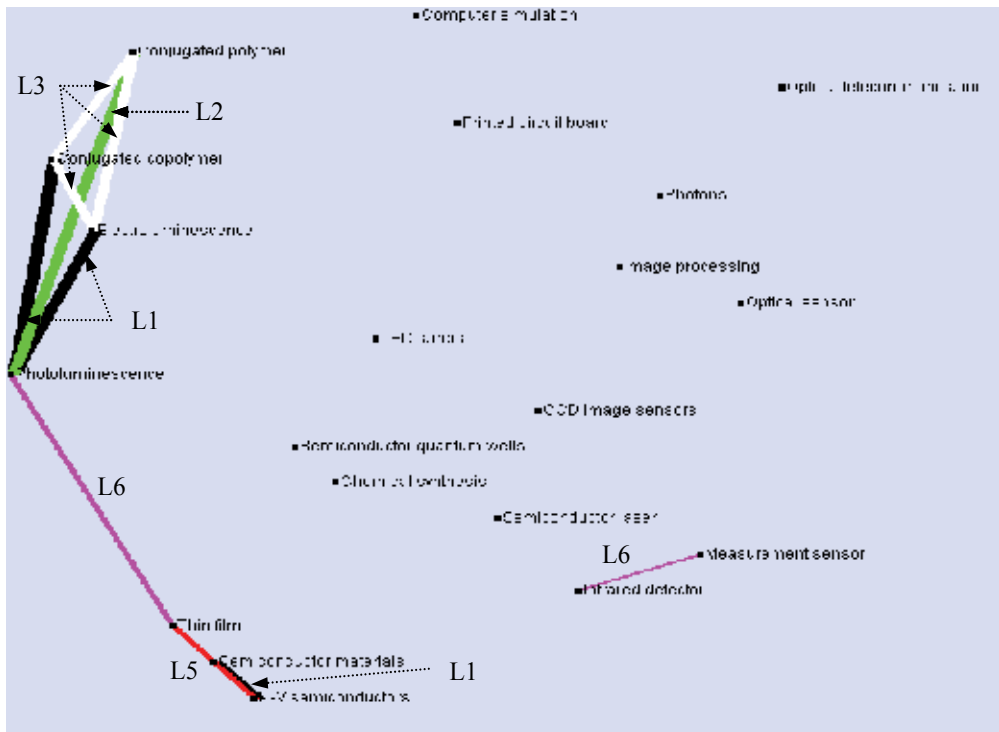 Computer simulation
Conjugated polymer
L3
L2
Printed circuit board
Conjugated copolymer
Photons
Electroluminescence
Image processing
Optical sensor
L1
Photoluminescence
CCD image sensors
Semiconductor quantum wells
Chemical synthesis
L6
Semiconductor laser
L6
Measurement sensor
Infrared detector
Thin film
Semiconductor materials
L5
L1
semiconductors